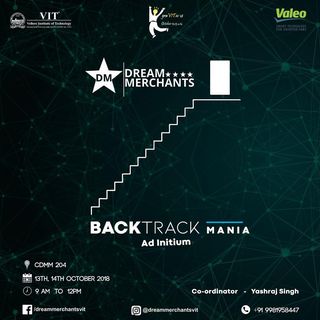 VIT
Vellore Institute of Technology
Valeo
DM
DREAM
MERCHANTS
BACKTRACK MANIA
Ad Initium
CDMM 204
13TH, 14TH OCTOBER 2018
9 AM TO 12PM
Co-ordinator - Yashraj Singh
/dreammerchantsvit
@dreammerchantsvit
+91 9981958447